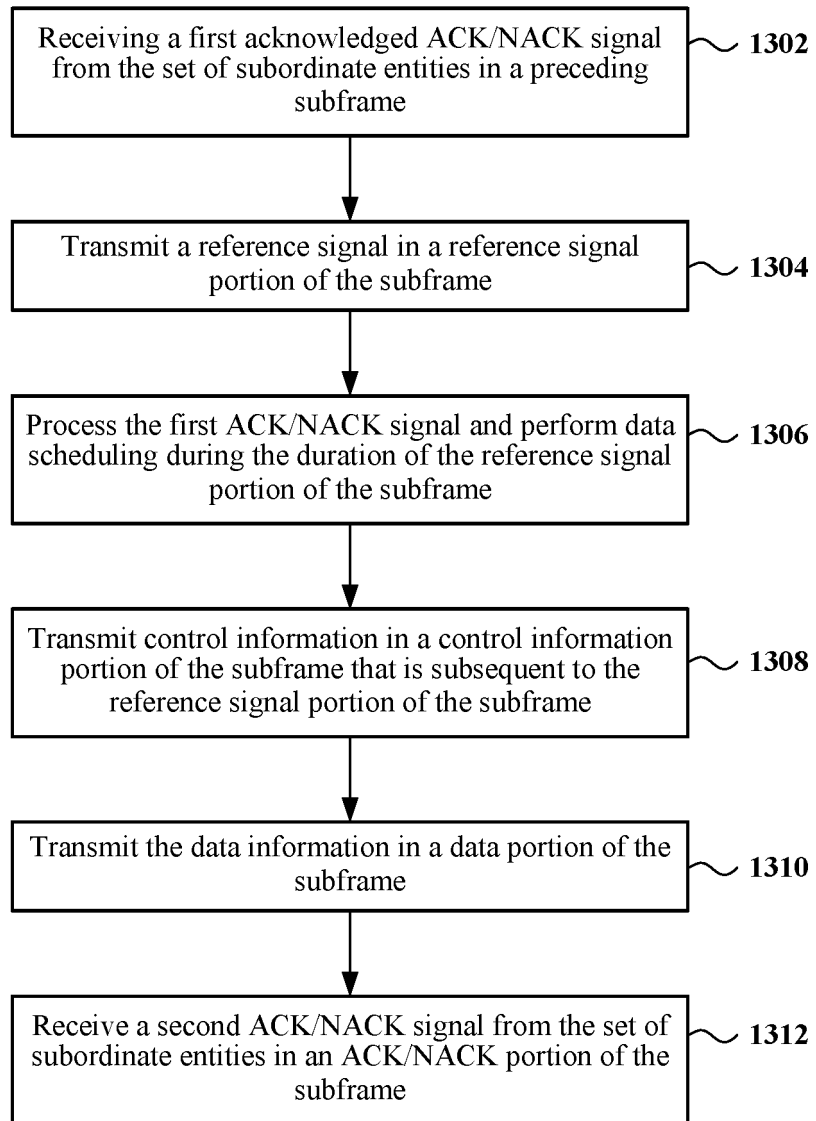 Receiving a first acknowledged ACK/NACK signal
from the set of subordinate entities in a preceding
subframe
1302
Transmit a reference signal in a reference signal
portion of the subframe
1304
Process the first ACK/NACK signal and perform data
scheduling during the duration of the reference signal
portion of the subframe
1306
Transmit control information in a control information
portion of the subframe that is subsequent to the
reference signal portion of the subframe
1308
Transmit the data information in a data portion of the
subframe
1310
Receive a second ACK/NACK signal from the set of
subordinate entities in an ACK/NACK portion of the
subframe
1312